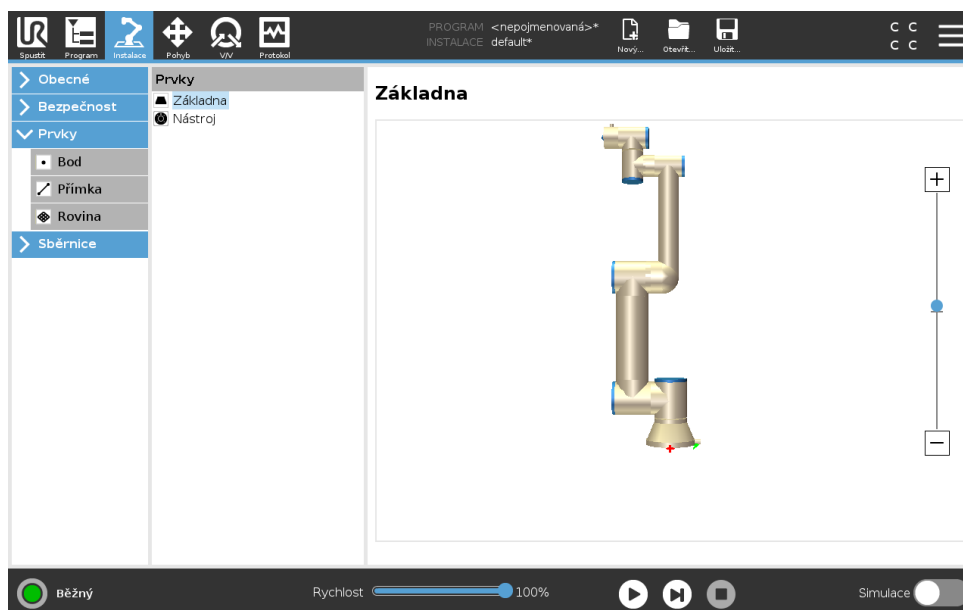 UR
Spustit
Program
Instalace
Pohyb
V/V
Protokol
PROGRAM <nepojmenovaná>*
INSTALACE default*
Nový...
Otevřít...
Uložit...
C C
C C
Obecné
Bezpečnost
Prvky
Bod
Přímka
Rovina
Sběrnice
Prvky
Základna
Nástroj
Základna
Běžný
Rychlost
100%
Simulace